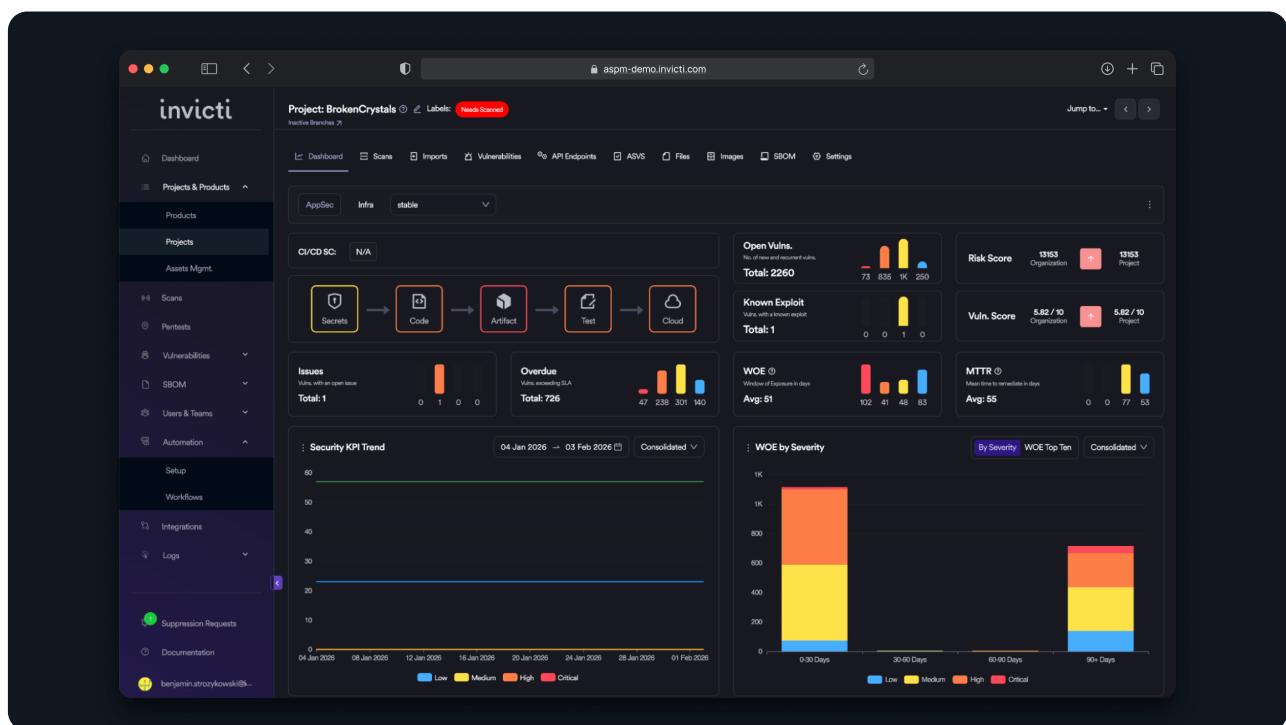 aspm-demo.invicti.com
invicti
Dashboard
Projects & Products
Products
Projects
Assets Mgmt.
Scans
Pentests
Vulnerabilities
SBOM
Users & Teams
Automation
Setup
Workflows
Integrations
Logs
Suppression Requests
Documentation
benjamin.strozykowski@i...
Project: BrokenCrystals Labels: Needs Scanned
Inactive Branches
Jump to...
Dashboard Scans Imports Vulnerabilities API Endpoints ASVS Files Images SBOM Settings
AppSec Infra stable
CI/CD SC: N/A
Secrets Code Artifact Test Cloud
Open Vulns.
No. of new and recurrent vulns.
Total: 2260
73 835 1K 250
Risk Score
13153 Organization
13153 Project
Known Exploit
Vulns. with a known exploit
Total: 1
0 0 1 0
Vuln. Score
5.82 / 10 Organization
5.82 / 10 Project
Issues
Vulns. with an open issue
Total: 1
0 1 0 0
Overdue
Vulns. exceeding SLA
Total: 726
47 238 301 140
WOE
Window of Exposure in days
Avg: 51
102 41 48 83
MTTR
Mean time to remediate in days
Avg: 55
0 0 77 53
Security KPI Trend
04 Jan 2026 → 03 Feb 2026 Consolidated
60
50
40
30
20
10
0
04 Jan 2026 08 Jan 2026 12 Jan 2026 16 Jan 2026 20 Jan 2026 24 Jan 2026 28 Jan 2026 01 Feb 2026
Low Medium High Critical
WOE by Severity
By Severity WOE Top Ten Consolidated
1K
1K
800
600
400
200
0
0-30 Days 30-60 Days 60-90 Days 90+ Days
Low Medium High Critical